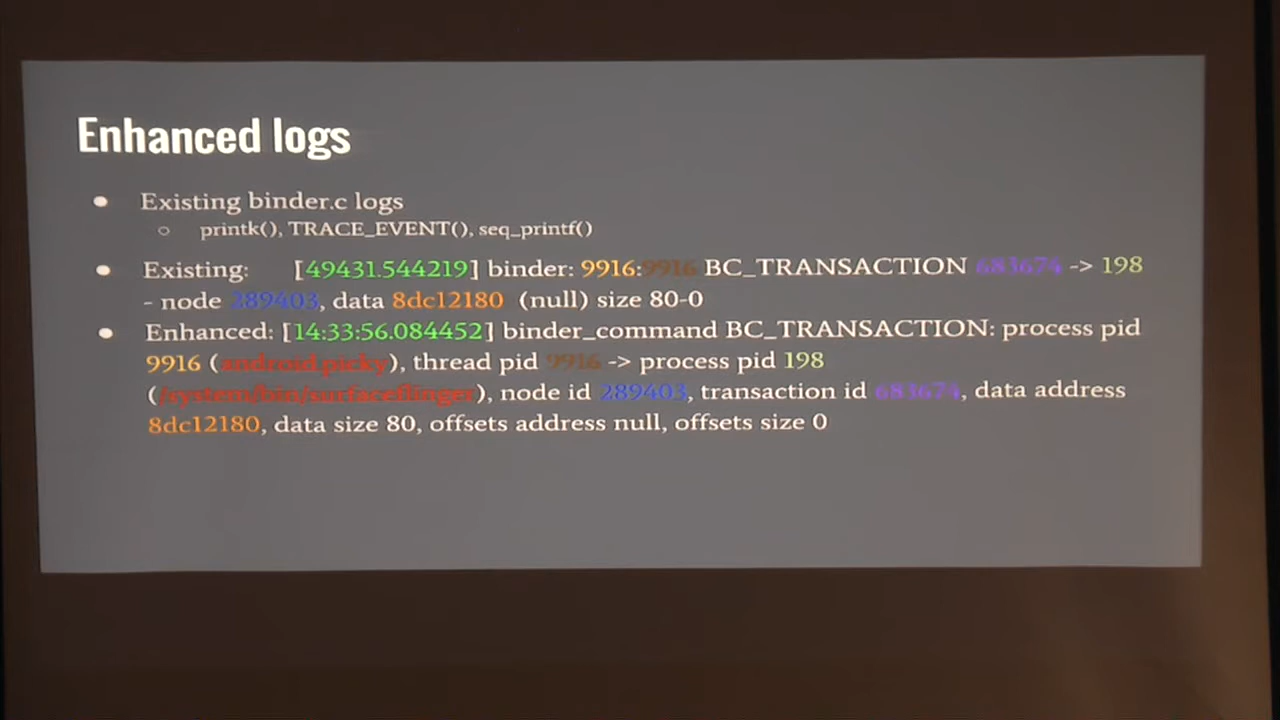 Enhanced logs
● Existing binder.c logs
○ printk(), TRACE_EVENT(), seq_printf()
● Existing: [49431.544219] binder: 9916:9916 BC_TRANSACTION 683674 -> 198
- node 289403, data 8dc12180 (null) size 80-0
● Enhanced: [14:33:56.084452] binder_command BC_TRANSACTION: process pid
9916 (android.picky), thread pid 9916 -> process pid 198
(/system/bin/surfaceflinger), node id 289403, transaction id 683674, data address
8dc12180, data size 80, offsets address null, offsets size 0